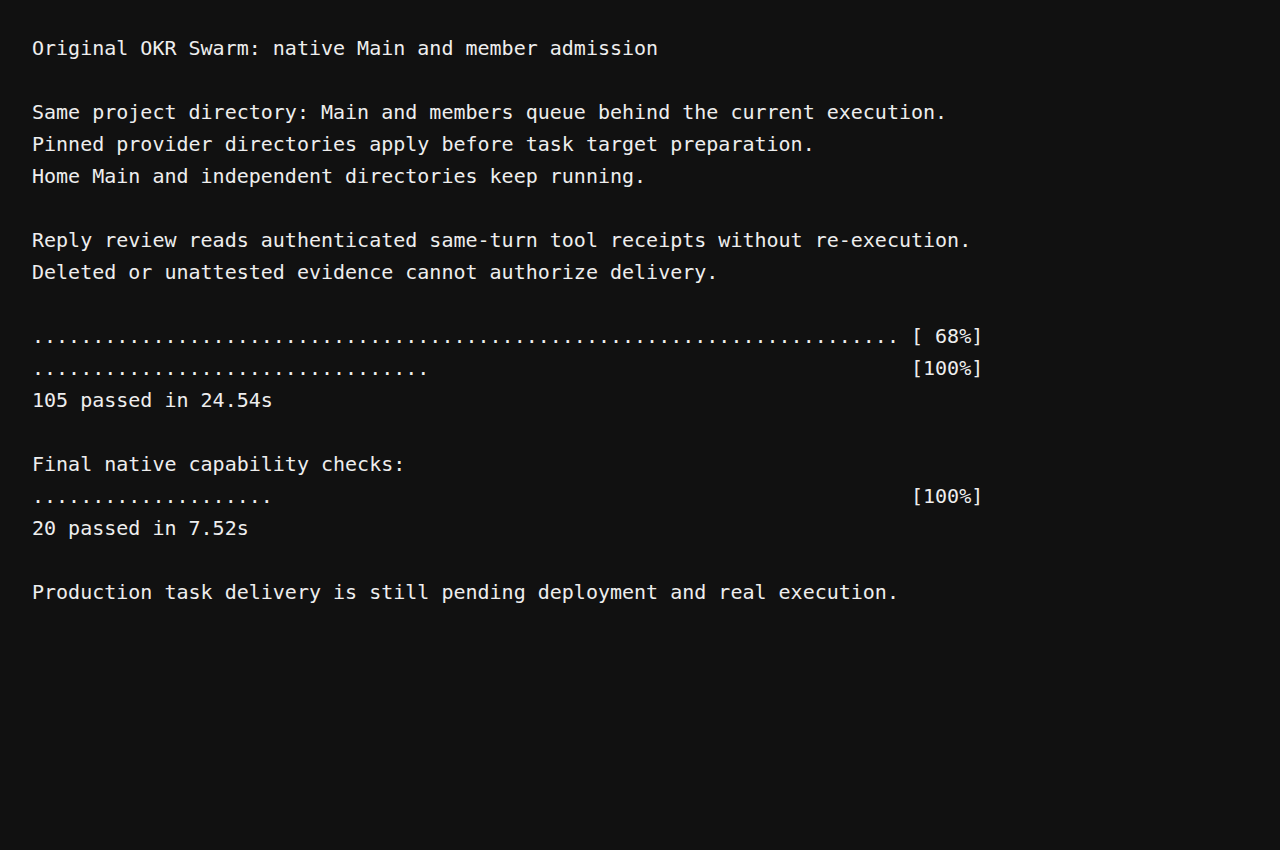 Original OKR Swarm: native Main and member admission
Same project directory: Main and members queue behind the current execution.
Pinned provider directories apply before task target preparation.
Home Main and independent directories keep running.
Reply review reads authenticated same-turn tool receipts without re-execution.
Deleted or unattested evidence cannot authorize delivery.
........................................................................ [ 68%]
................................. [100%]
105 passed in 24.54s
Final native capability checks:
.................... [100%]
20 passed in 7.52s
Production task delivery is still pending deployment and real execution.